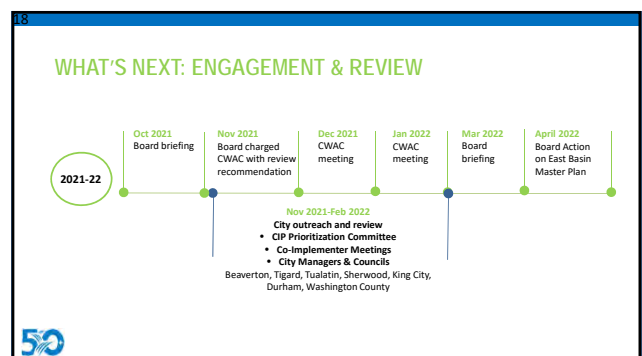 18
WHAT'S NEXT: ENGAGEMENT & REVIEW
2021-22
Oct 2021
Board briefing
Nov 2021
Board charged
CWAC with review
recommendation
Dec 2021
CWAC
meeting
Jan 2022
CWAC
meeting
Mar 2022
Board
briefing
April 2022
Board Action
on East Basin
Master Plan
Nov 2021-Feb 2022
City outreach and review
• CIP Prioritization Committee
• Co-Implementer Meetings
• City Managers & Councils
Beaverton, Tigard, Tualatin, Sherwood, King City,
Durham, Washington County
50